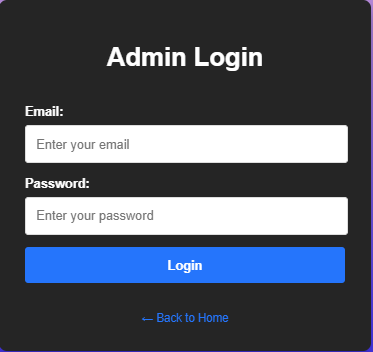 Admin Login
Email:
Enter your email
Password:
Enter your password
Login
← Back to Home